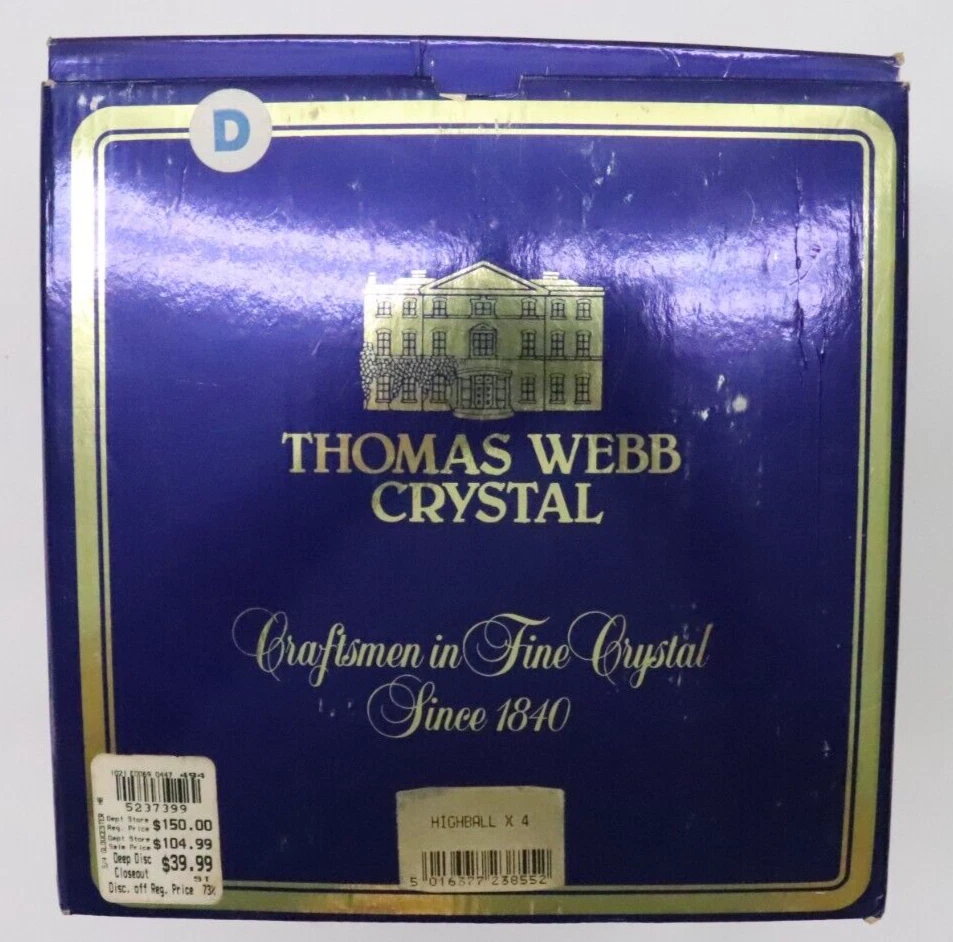 D
THOMAS WEBB
CRYSTAL
Craftsmen in Fine Crystal
Since 1840
5237399
Dept Store
Reg. Price $150.00
Dept Store
Sale Price $104.99
Deep Disc
Closeout $39.99
Disc. off Reg. Price 73%
HIGHBALL X 4
5 016377 238552